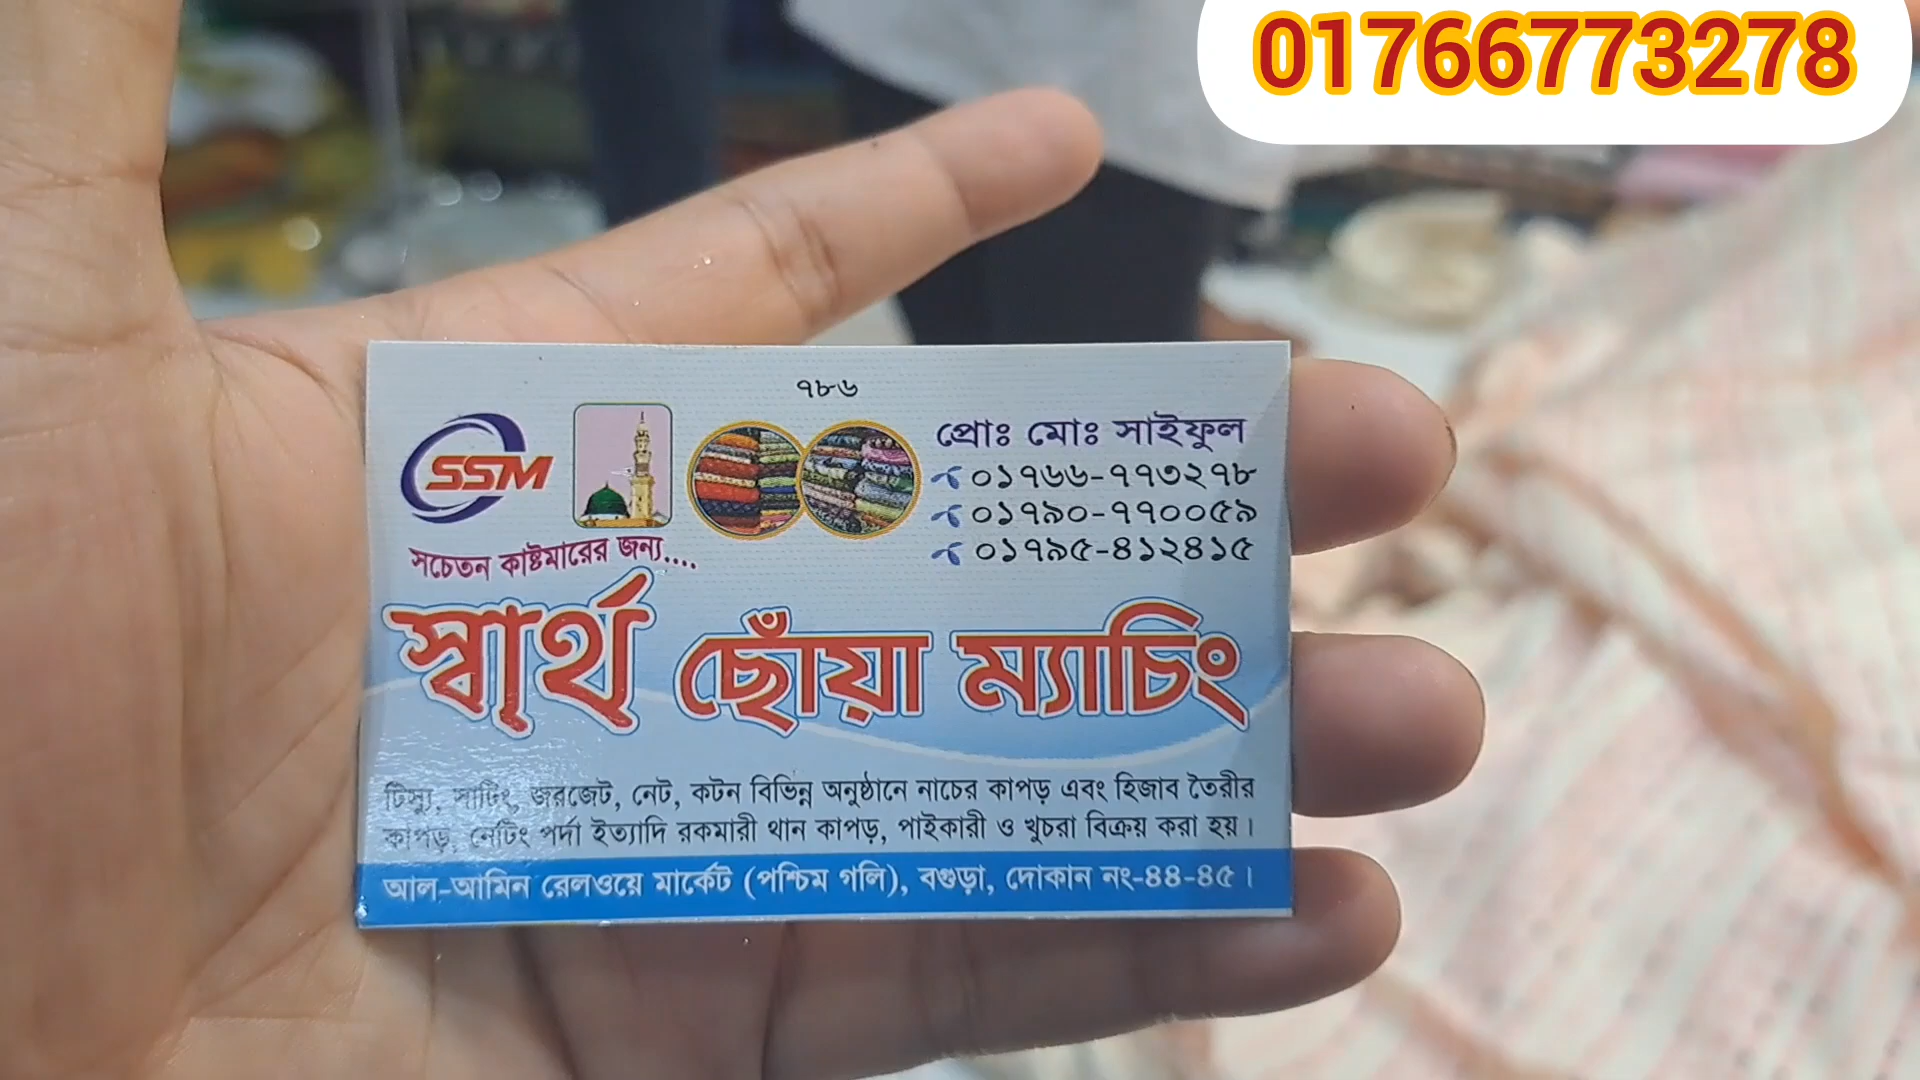 01766773278
৭৮৬
SSM
প্রোঃ মোঃ সাইফুল
০১৭৬৬-৭৭৩২৭৮
০১৭৯০-৭৭০০৫৯
০১৭৯৫-৪১২৪১৫
সচেতন কাষ্টমারের জন্য....
স্বার্থ ছোঁয়া ম্যাচিং
টিস্যু, সাটিং, জরজেট, নেট, কটন বিভিন্ন অনুষ্ঠানে নাচের কাপড় এবং হিজাব তৈরীর
কাপড়, নেটিং পর্দা ইত্যাদি রকমারী থান কাপড়, পাইকারী ও খুচরা বিক্রয় করা হয়।
আল-আমিন রেলওয়ে মার্কেট (পশ্চিম গলি), বগুড়া, দোকান নং-৪৪-৪৫।